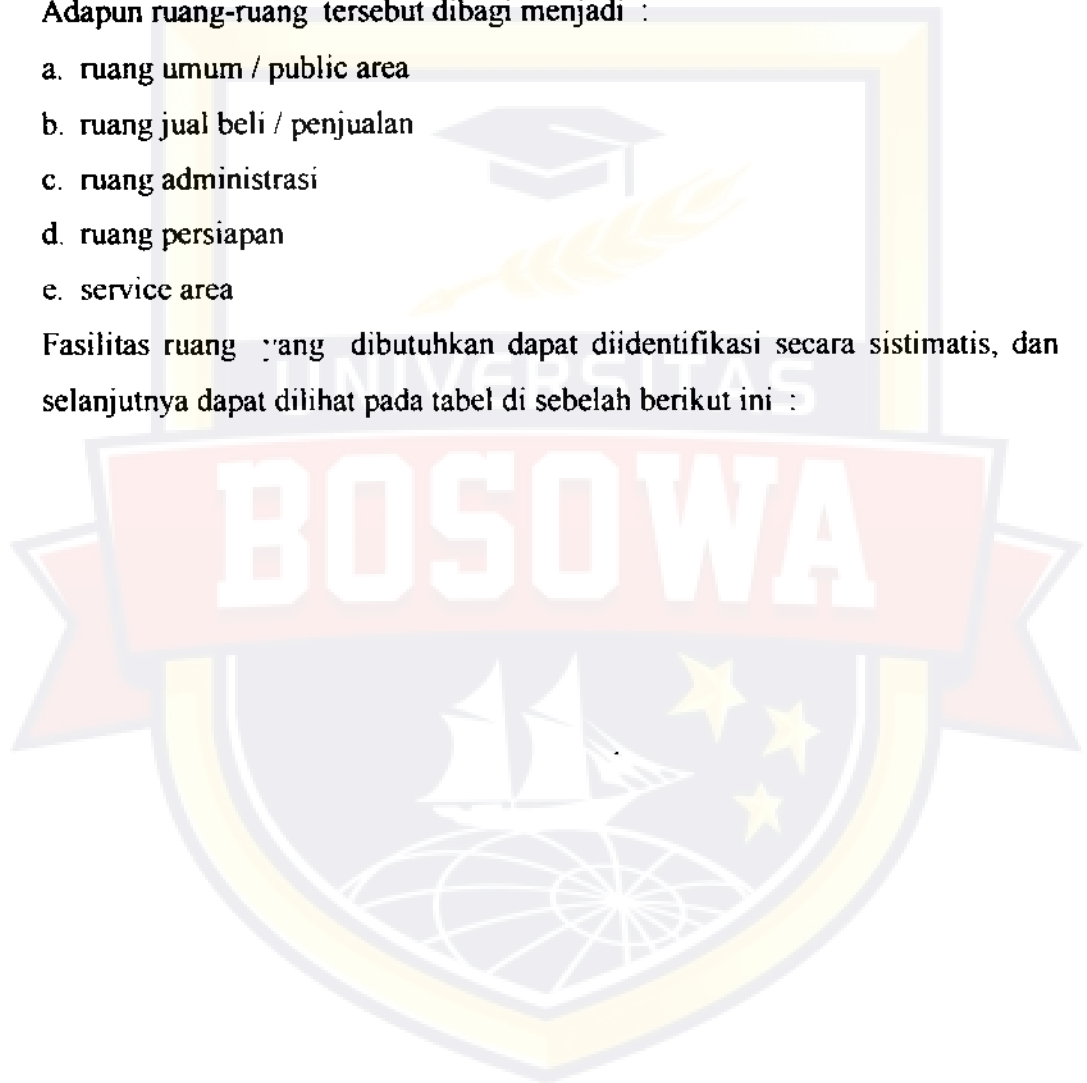 Adapun ruang-ruang tersebut dibagi menjadi :
a. ruang umum / public area
b. ruang jual beli / penjualan
c. ruang administrasi
d. ruang persiapan
e. service area
Fasilitas ruang yang dibutuhkan dapat diidentifikasi secara sistimatis, dan
selanjutnya dapat dilihat pada tabel di sebelah berikut ini :
UNIVERSITAS
BOSOWA